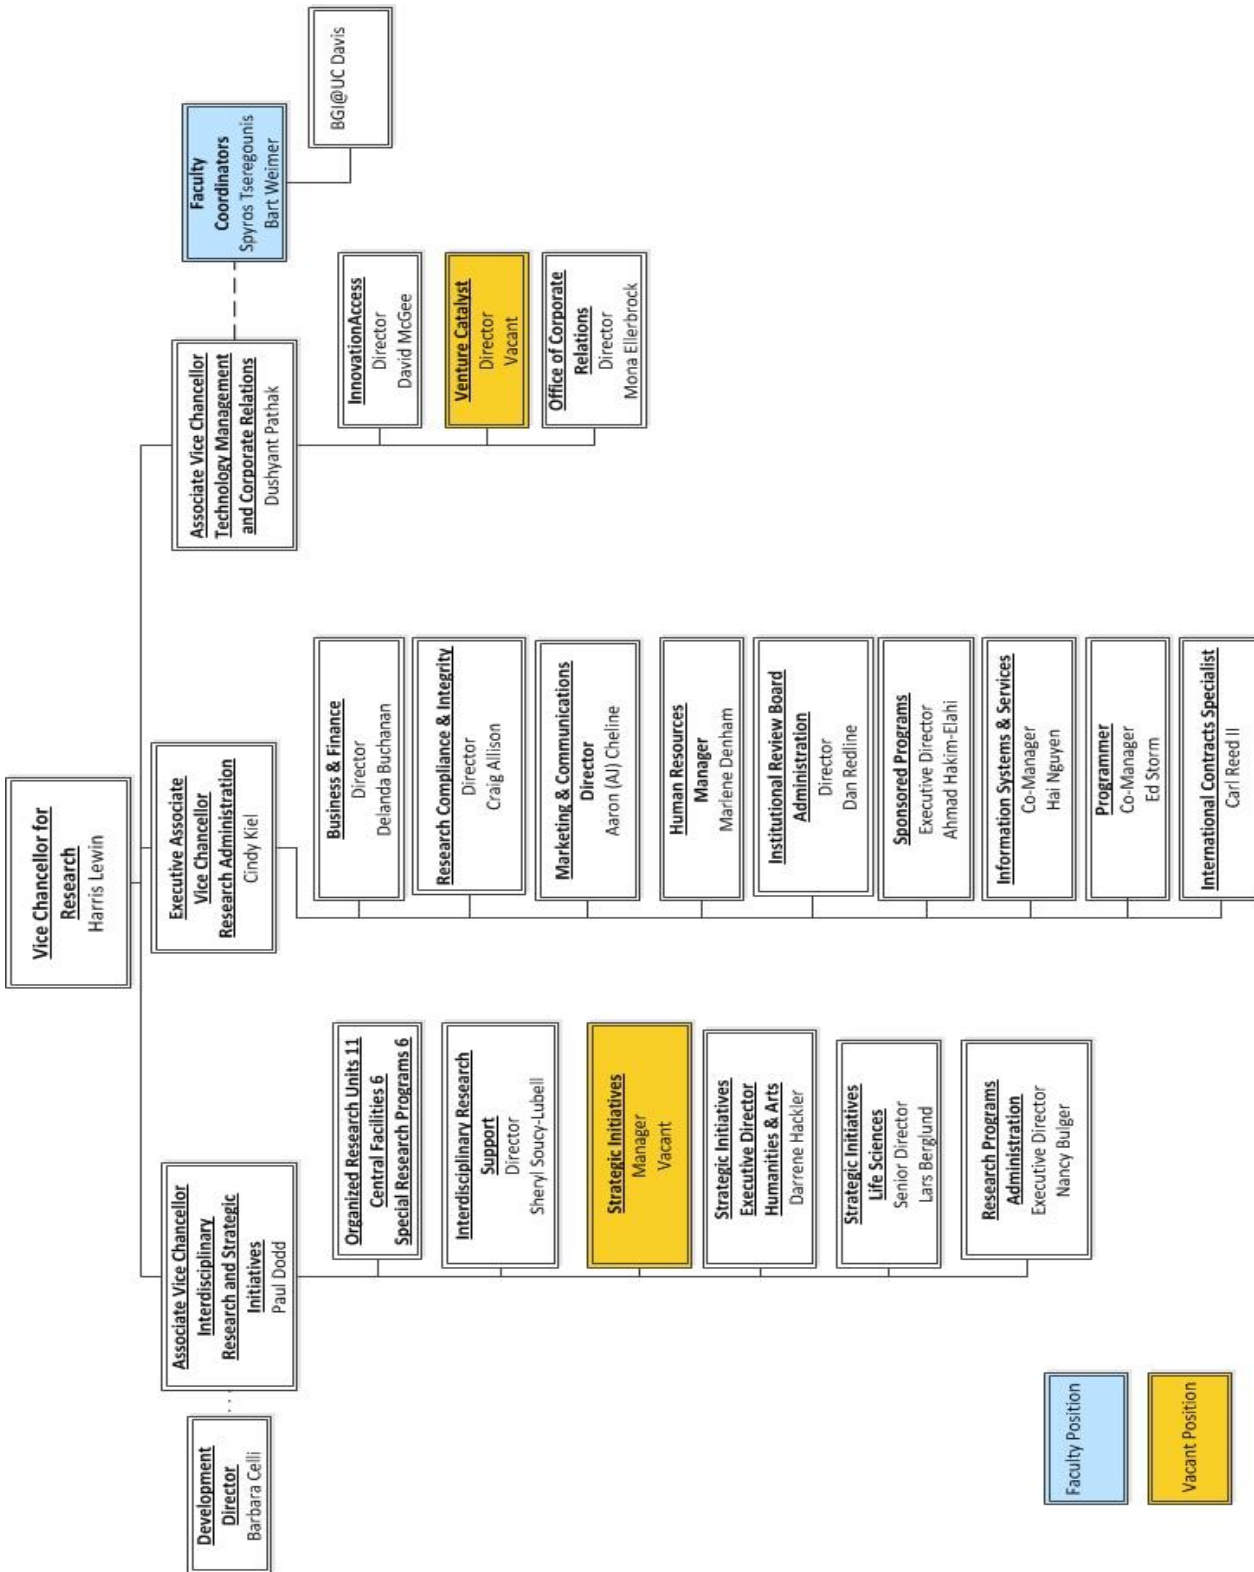 Vice Chancellor for
Research
Harris Lewin
Development
Director
Barbara Celli
Associate Vice Chancellor
Interdisciplinary
Research and Strategic
Initiatives
Paul Dodd
Organized Research Units 11
Central Facilities 6
Special Research Programs 6
Interdisciplinary Research
Support
Director
Sheryl Soucy-Lubell
Strategic Initiatives
Manager
Vacant
Strategic Initiatives
Executive Director
Humanities & Arts
Darrene Hackler
Strategic Initiatives
Life Sciences
Senior Director
Lars Berglund
Research Programs
Administration
Executive Director
Nancy Bulger
Executive Associate
Vice Chancellor
Research Administration
Cindy Kiel
Business & Finance
Director
Delanda Buchanan
Research Compliance & Integrity
Director
Craig Allison
Marketing & Communications
Director
Aaron (AJ) Cheline
Human Resources
Manager
Marlene Denham
Institutional Review Board
Administration
Director
Dan Redline
Sponsored Programs
Executive Director
Ahmad Hakim-Elahi
Information Systems & Services
Co-Manager
Hai Nguyen
Programmer
Co-Manager
Ed Storm
International Contracts Specialist
Carl Reed II
Associate Vice Chancellor
Technology Management
and Corporate Relations
Dushyant Pathak
InnovationAccess
Director
David McGee
Venture Catalyst
Director
Vacant
Office of Corporate
Relations
Director
Mona Ellerbrock
Faculty
Coordinators
Spyros Tseregounis
Bart Weimer
BGI@UC Davis
Faculty Position
Vacant Position